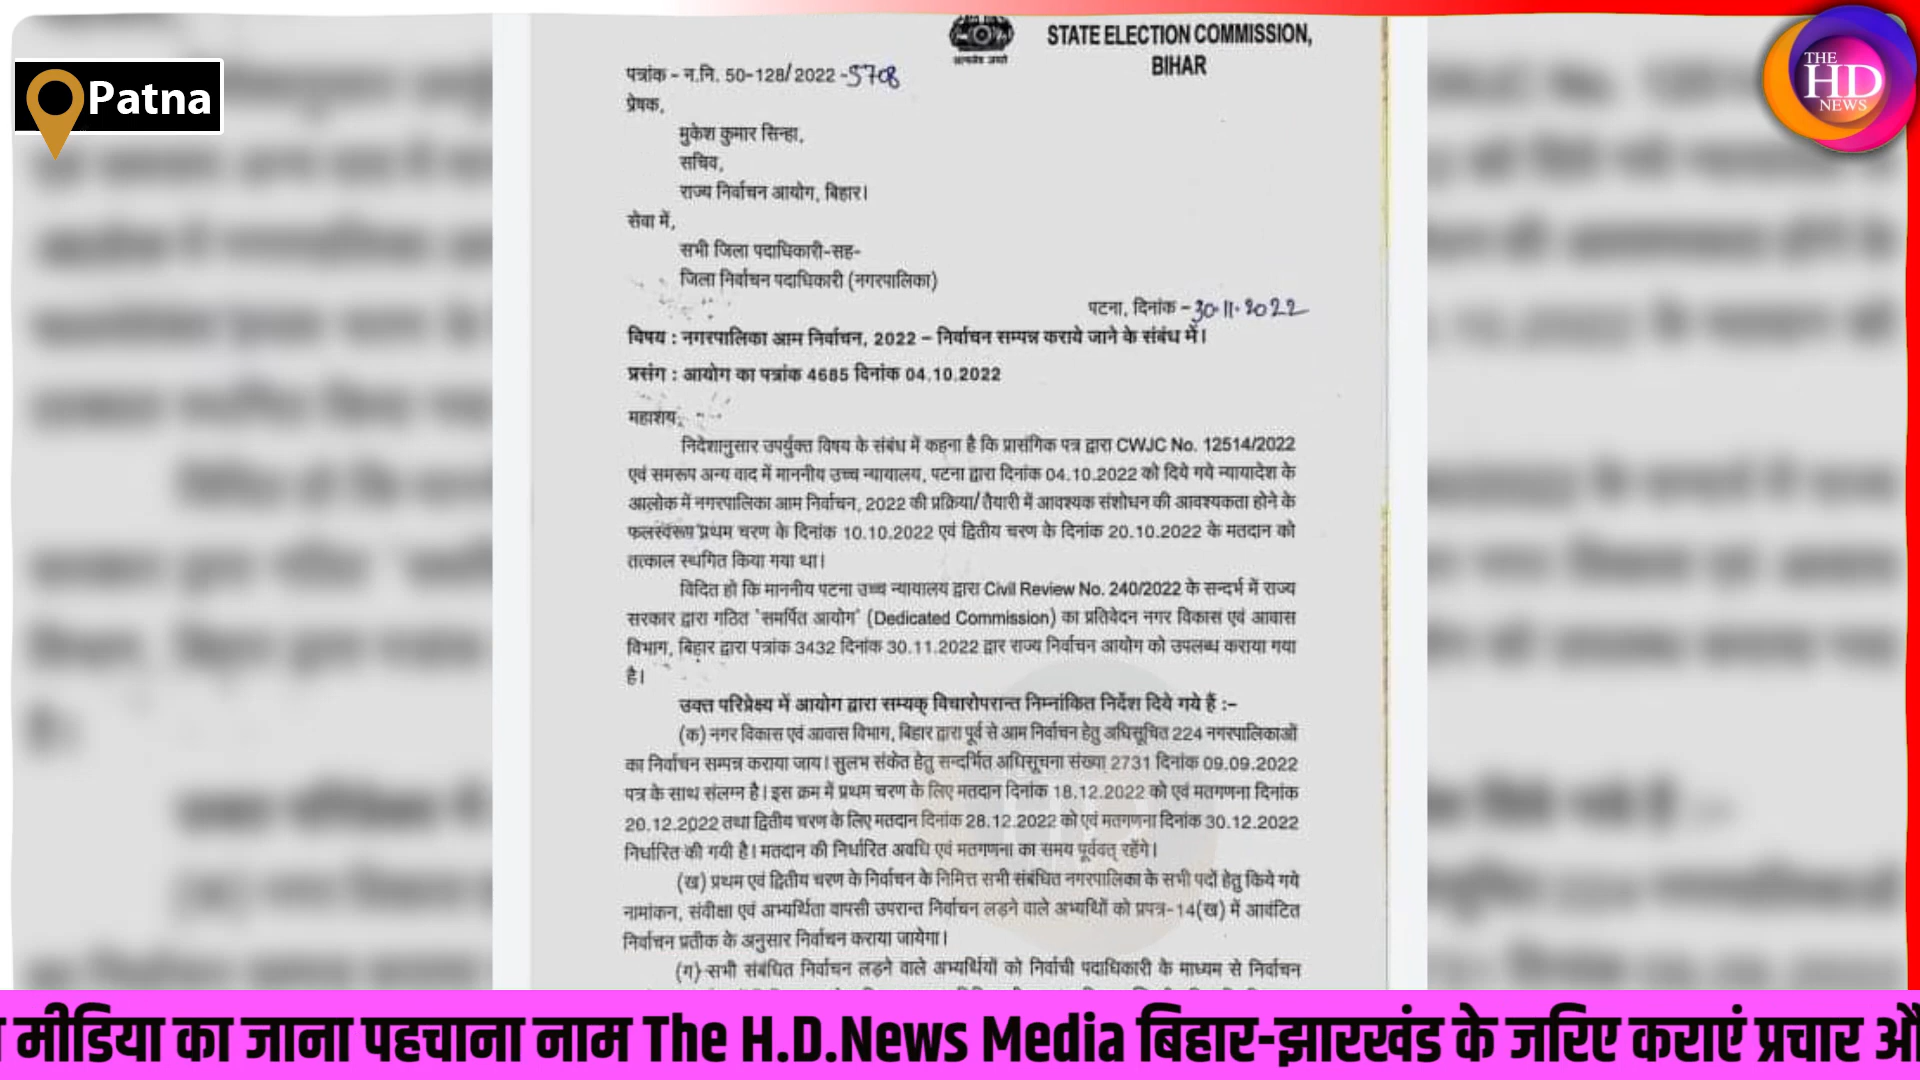 Patna
THE
HD
NEWS
सत्यमेव जयते
STATE ELECTION COMMISSION,
BIHAR
पत्रांक - न.नि. 50-128/ 2022 -5708
प्रेषक,
मुकेश कुमार सिन्हा,
सचिव,
राज्य निर्वाचन आयोग, बिहार।
सेवा में,
सभी जिला पदाधिकारी-सह-
जिला निर्वाचन पदाधिकारी (नगरपालिका)
पटना, दिनांक -30.11.2022
विषय : नगरपालिका आम निर्वाचन, 2022 – निर्वाचन सम्पन्न कराये जाने के संबंध में।
प्रसंग : आयोग का पत्रांक 4685 दिनांक 04.10.2022
महाशय,
निदेशानुसार उपर्युक्त विषय के संबंध में कहना है कि प्रासंगिक पत्र द्वारा CWJC No. 12514/2022
एवं समरूप अन्य वाद में माननीय उच्च न्यायालय, पटना द्वारा दिनांक 04.10.2022 को दिये गये न्यायादेश के
आलोक में नगरपालिका आम निर्वाचन, 2022 की प्रक्रिया/ तैयारी में आवश्यक संशोधन की आवश्यकता होने के
फलस्वरूप प्रथम चरण के दिनांक 10.10.2022 एवं द्वितीय चरण के दिनांक 20.10.2022 के मतदान को
तत्काल स्थगित किया गया था।
विदित हो कि माननीय पटना उच्च न्यायालय द्वारा Civil Review No. 240/2022 के सन्दर्भ में राज्य
सरकार द्वारा गठित 'समर्पित आयोग' (Dedicated Commission) का प्रतिवेदन नगर विकास एवं आवास
विभाग, बिहार द्वारा पत्रांक 3432 दिनांक 30.11.2022 द्वार राज्य निर्वाचन आयोग को उपलब्ध कराया गया
है।
उक्त परिप्रेक्ष्य में आयोग द्वारा सम्यक् विचारोपरान्त निम्नांकित निर्देश दिये गये हैं :–
(क) नगर विकास एवं आवास विभाग, बिहार द्वारा पूर्व से आम निर्वाचन हेतु अधिसूचित 224 नगरपालिकाओं
का निर्वाचन सम्पन्न कराया जाय। सुलभ संकेत हेतु सन्दर्भित अधिसूचना संख्या 2731 दिनांक 09.09.2022
पत्र के साथ संलग्न है। इस क्रम में प्रथम चरण के लिए मतदान दिनांक 18.12.2022 को एवं मतगणना दिनांक
20.12.2022 तथा द्वितीय चरण के लिए मतदान दिनांक 28.12.2022 को एवं मतगणना दिनांक 30.12.2022
निर्धारित की गयी है। मतदान की निर्धारित अवधि एवं मतगणना का समय पूर्ववत् रहेंगे।
(ख) प्रथम एवं द्वितीय चरण के निर्वाचन के निमित्त सभी संबंधित नगरपालिका के सभी पदों हेतु किये गये
नामांकन, संवीक्षा एवं अभ्यर्थिता वापसी उपरान्त निर्वाचन लड़ने वाले अभ्यर्थिों को प्रपत्र-14(ख) में आवंटित
निर्वाचन प्रतीक के अनुसार निर्वाचन कराया जायेगा।
(ग) सभी संबंधित निर्वाचन लड़ने वाले अभ्यर्थियों को निर्वाची पदाधिकारी के माध्यम से निर्वाचन
मीडिया का जाना पहचाना नाम The H.D.News Media बिहार-झारखंड के जरिए कराएं प्रचार